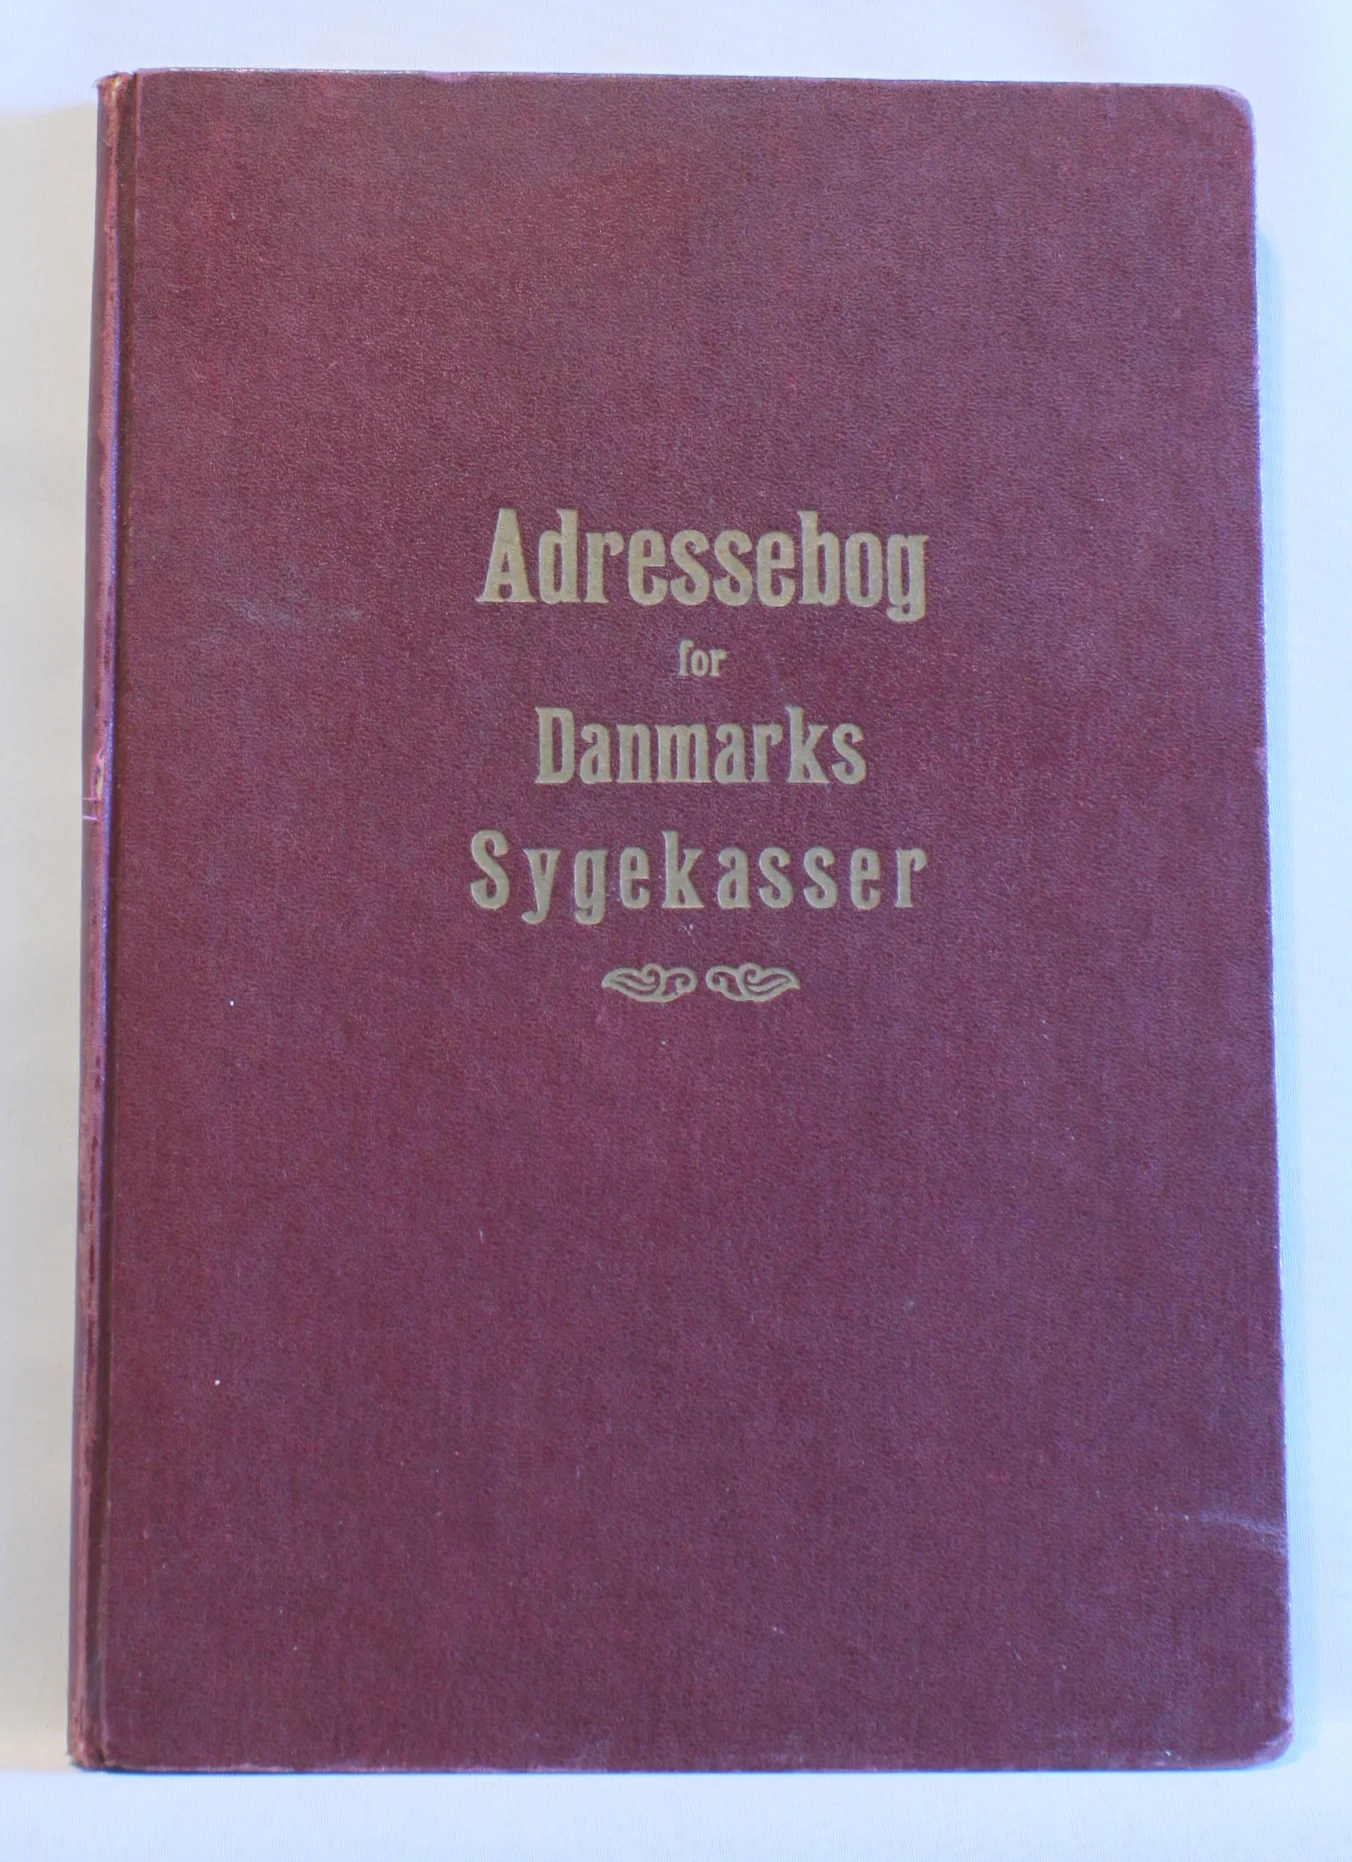 Adressebog
for
Danmarks
Sygekasser